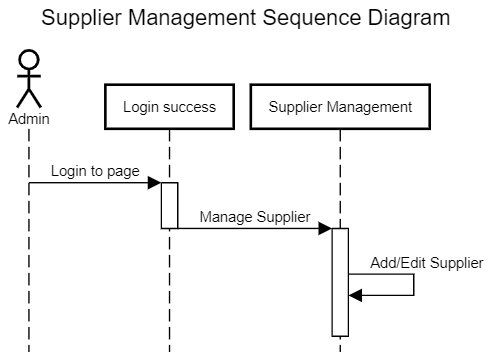 Supplier Management Sequence Diagram
Admin
Login success
Supplier Management
Login to page
Manage Supplier
Add/Edit Supplier